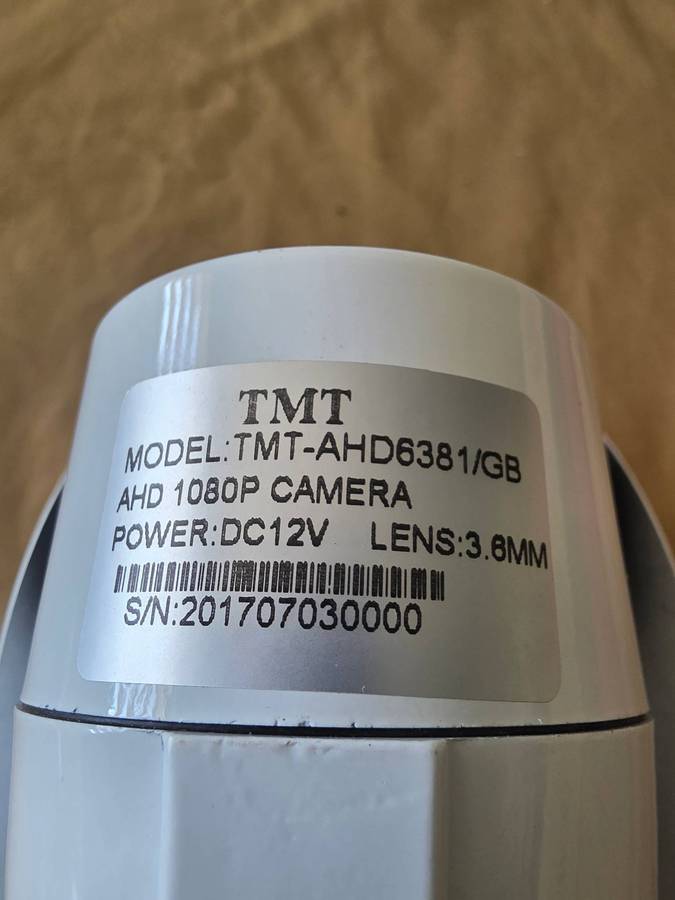 TMT
MODEL:TMT-AHD6381/GB
AHD 1080P CAMERA
POWER:DC12V LENS:3.6MM
S/N:201707030000